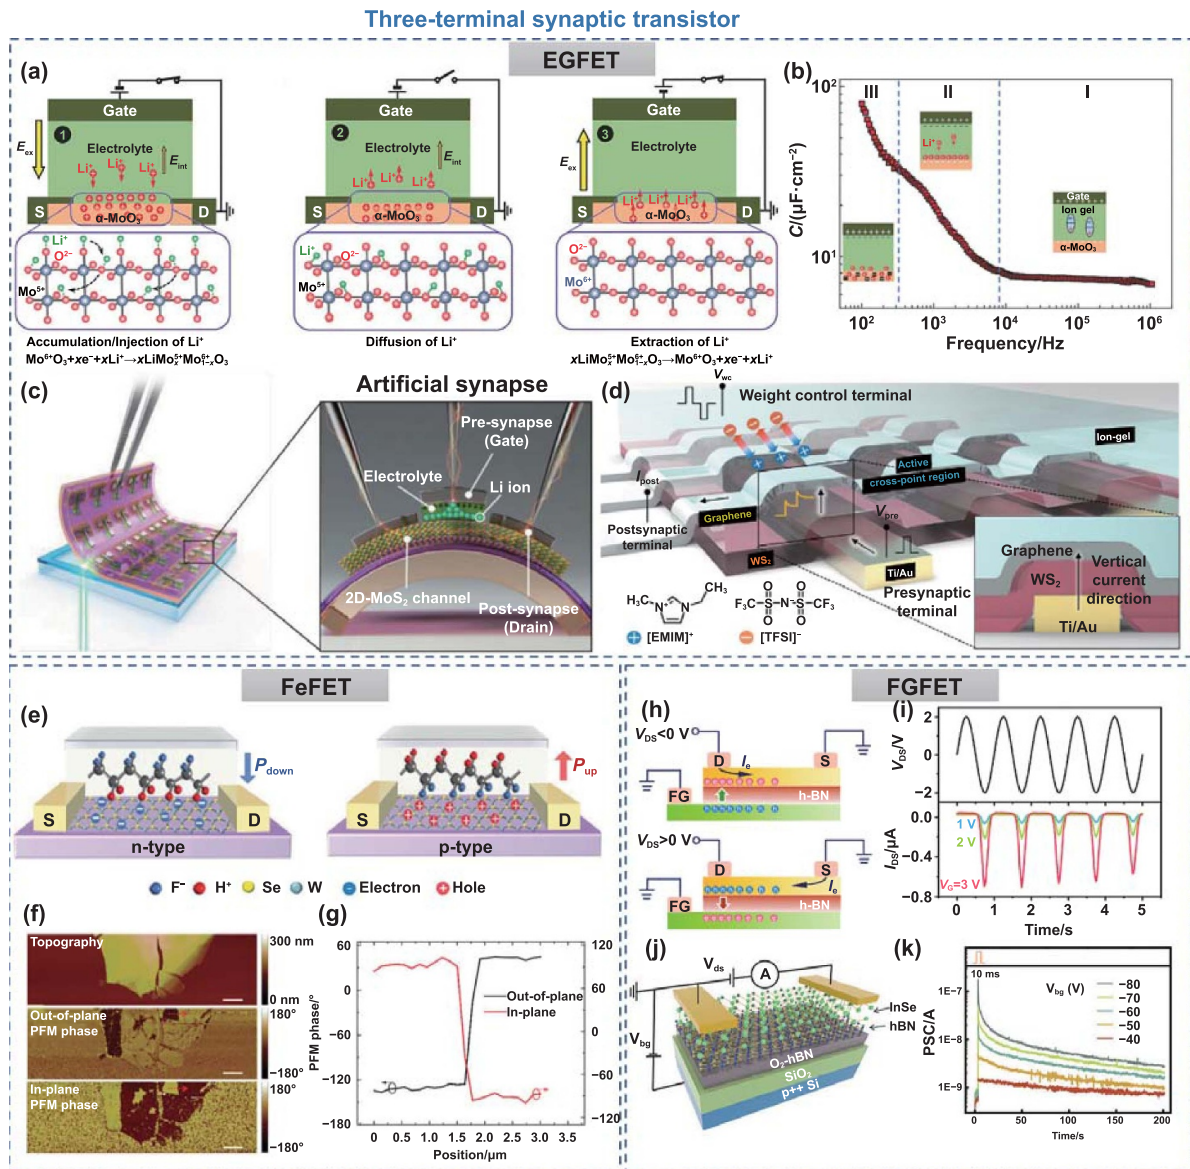 Three-terminal synaptic transistor
EGFET
(a)
Gate
1
Electrolyte
E_ex
E_int
Li⁺ Li⁺ Li⁺
S
α-MoO₃
D
Li⁺
O²⁻
Mo⁵⁺
Accumulation/Injection of Li⁺
Mo⁶⁺O₃+xe⁻+xLi⁺→xLiMo⁵⁺ₓMo⁶⁺₁₋ₓO₃
Gate
2
Electrolyte
E_int
Li⁺ Li⁺ Li⁺
S
α-MoO₃
D
Li⁺
O²⁻
Mo⁵⁺
Diffusion of Li⁺
Gate
3
Electrolyte
E_ex
Li⁺ Li⁺ Li⁺
S
α-MoO₃
D
O²⁻
Mo⁶⁺
Extraction of Li⁺
xLiMo⁵⁺ₓMo⁶⁺₁₋ₓO₃→Mo⁶⁺O₃+xe⁻+xLi⁺
(b)
III II I
10²
10¹
C/(μF·cm⁻²)
Li⁺
Gate
Ion gel
α-MoO₃
10² 10³ 10⁴ 10⁵ 10⁶
Frequency/Hz
(c)
Artificial synapse
Pre-synapse
(Gate)
Electrolyte
Li ion
2D-MoS₂ channel
Post-synapse
(Drain)
(d)
V_wc
Weight control terminal
Ion-gel
Active
cross-point region
I_post
Postsynaptic
terminal
Graphene
V_pre
WS₂
Ti/Au
Presynaptic
terminal
H₃C
CH₃
[EMIM]⁺
F₃C-S-N-S-CF₃
O O
O O
[TFSI]⁻
Graphene
WS₂
Vertical
current
direction
Ti/Au
FeFET
(e)
P_down
S
D
n-type
P_up
S
D
p-type
F⁻ H⁺ Se W Electron Hole
(f)
Topography
300 nm
0 nm
Out-of-plane
PFM phase
180°
−180°
In-plane
PFM phase
180°
−180°
(g)
60
0
−60
−120
−180
PFM phase/°
Out-of-plane
In-plane
120
100
60
0
−60
−80
−120
0 0.5 1.0 1.5 2.0 2.5 3.0 3.5
Position/μm
FGFET
(h)
V_DS<0 V
D
S
I_e
FG
h-BN
V_DS>0 V
D
S
I_e
FG
h-BN
(i)
2
0
−2
V_DS/V
0.0
−0.4
−0.8
I_DS/μA
1 V
2 V
V_G=3 V
0 1 2 3 4 5
Time/s
(j)
V_ds
A
V_bg
InSe
hBN
O₂-hBN
SiO₂
p++ Si
(k)
10 ms
V_bg (V)
−80
−70
−60
−50
−40
1E−7
1E−8
1E−9
PSC/A
0 50 100 150 200
Time/s